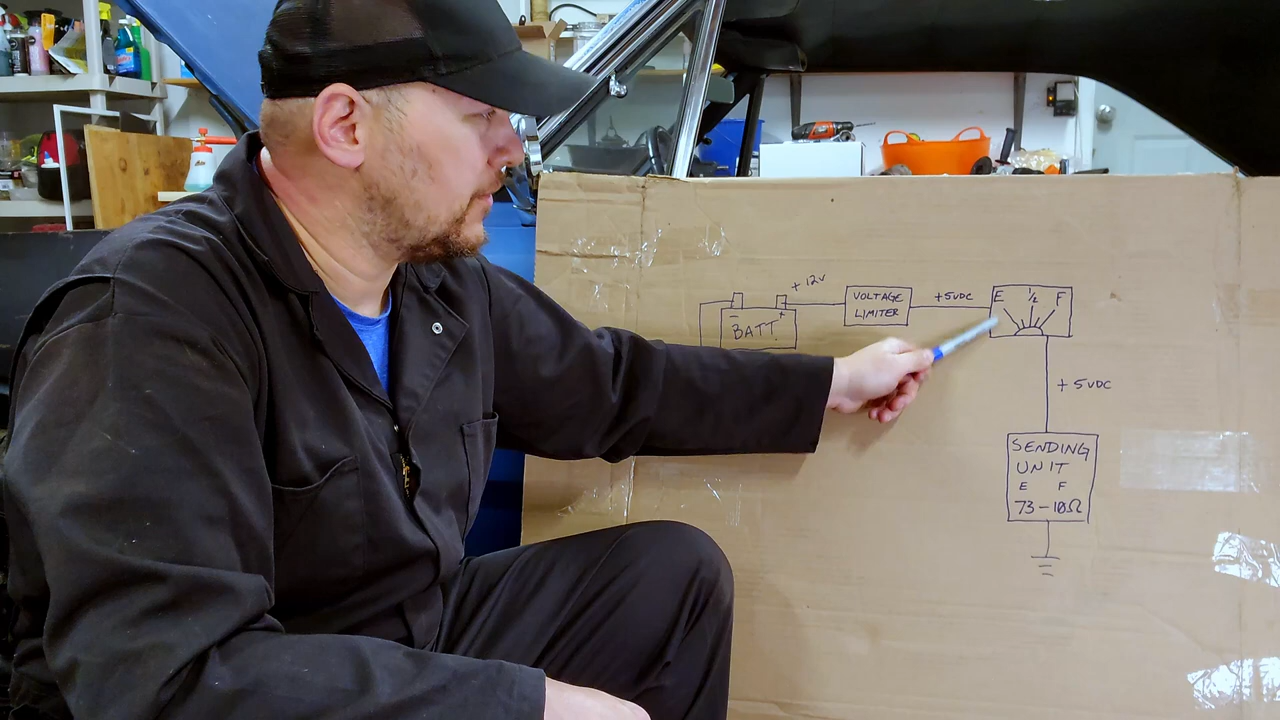 + 12V
- +
BATT.
VOLTAGE
LIMITER
+5VDC
E 1/2 F
+5VDC
SENDING
UNIT
E F
73-10Ω